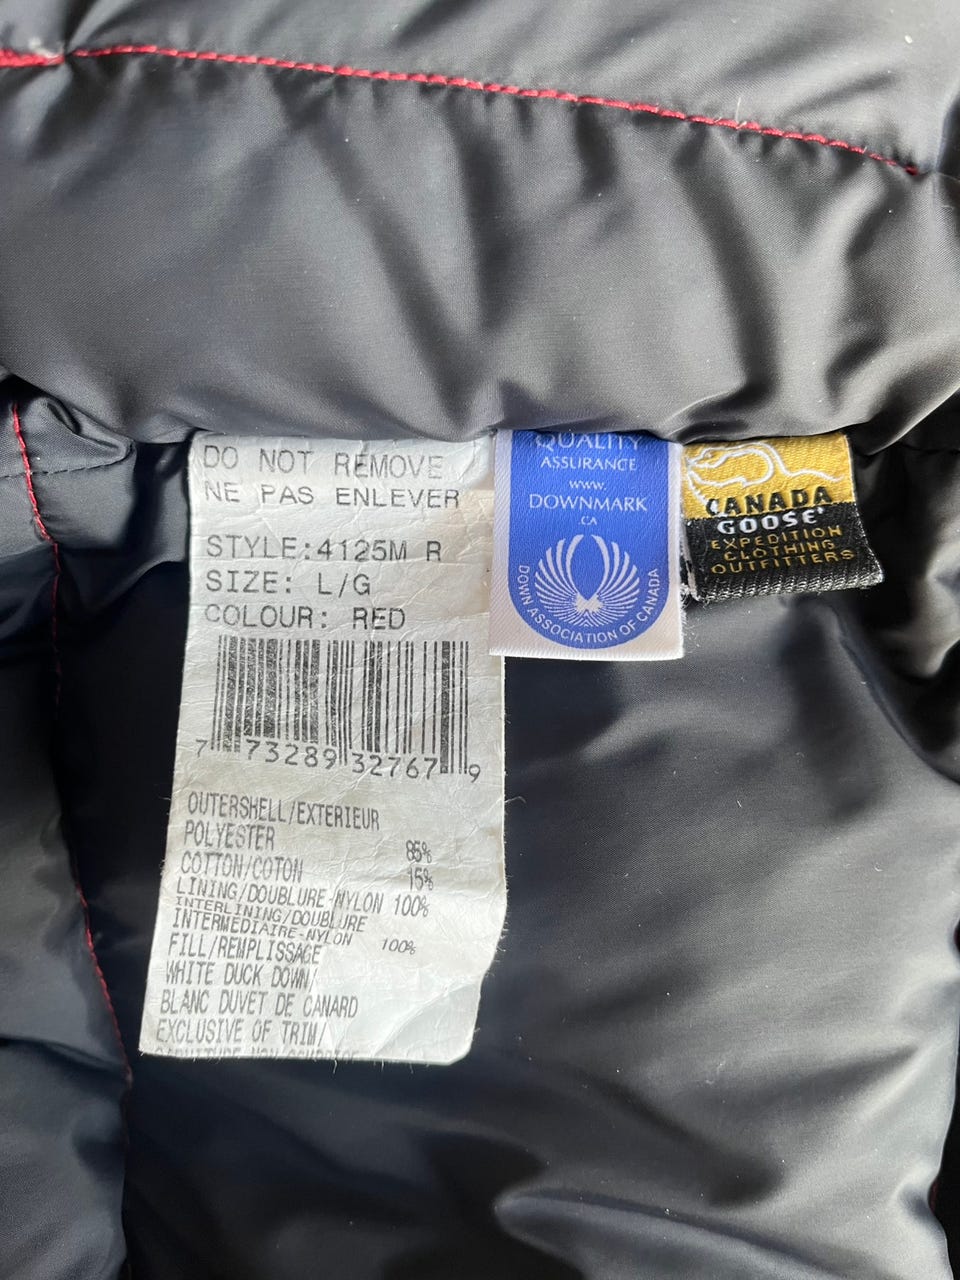 DO NOT REMOVE
NE PAS ENLEVER
STYLE:4125M R
SIZE: L/G
COLOUR: RED
7 73289 32767 9
OUTERSHELL/EXTERIEUR
POLYESTER 85%
COTTON/COTON 15%
LINING/DOUBLURE-NYLON 100%
INTERLINING/DOUBLURE
INTERMEDIAIRE-NYLON 100%
FILL/REMPLISSAGE
WHITE DUCK DOWN/
BLANC DUVET DE CANARD
EXCLUSIVE OF TRIM/
QUALITY
ASSURANCE
www.
DOWNMARK
CA
DOWN ASSOCIATION OF CANADA
CANADA
GOOSE
EXPEDITION
CLOTHING
OUTFITTERS